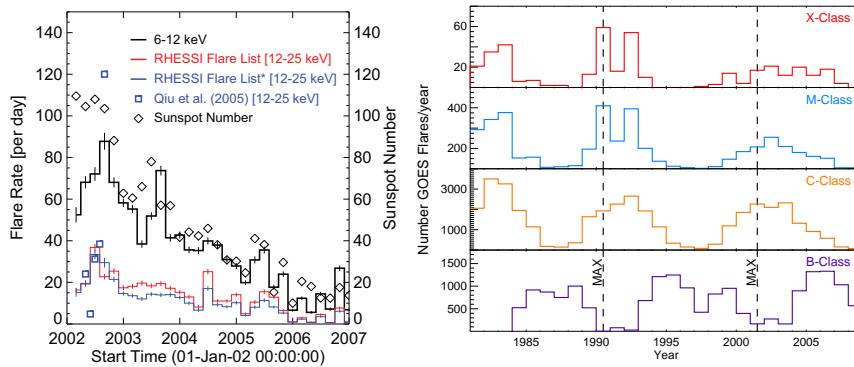 6-12 keV
RHESSI Flare List [12-25 keV]
RHESSI Flare List* [12-25 keV]
Qiu et al. (2005) [12-25 keV]
Sunspot Number
Flare Rate [per day]
140
120
100
80
60
40
20
0
140
120
100
80
60
40
20
0
Sunspot Number
2002 2003 2004 2005 2006 2007
Start Time (01-Jan-02 00:00:00)
Number GOES Flares/year
X-Class
60
40
20
M-Class
400
200
C-Class
3000
1000
B-Class
1500
1000
500
MAX
MAX
1985 1990 1995 2000 2005
Year